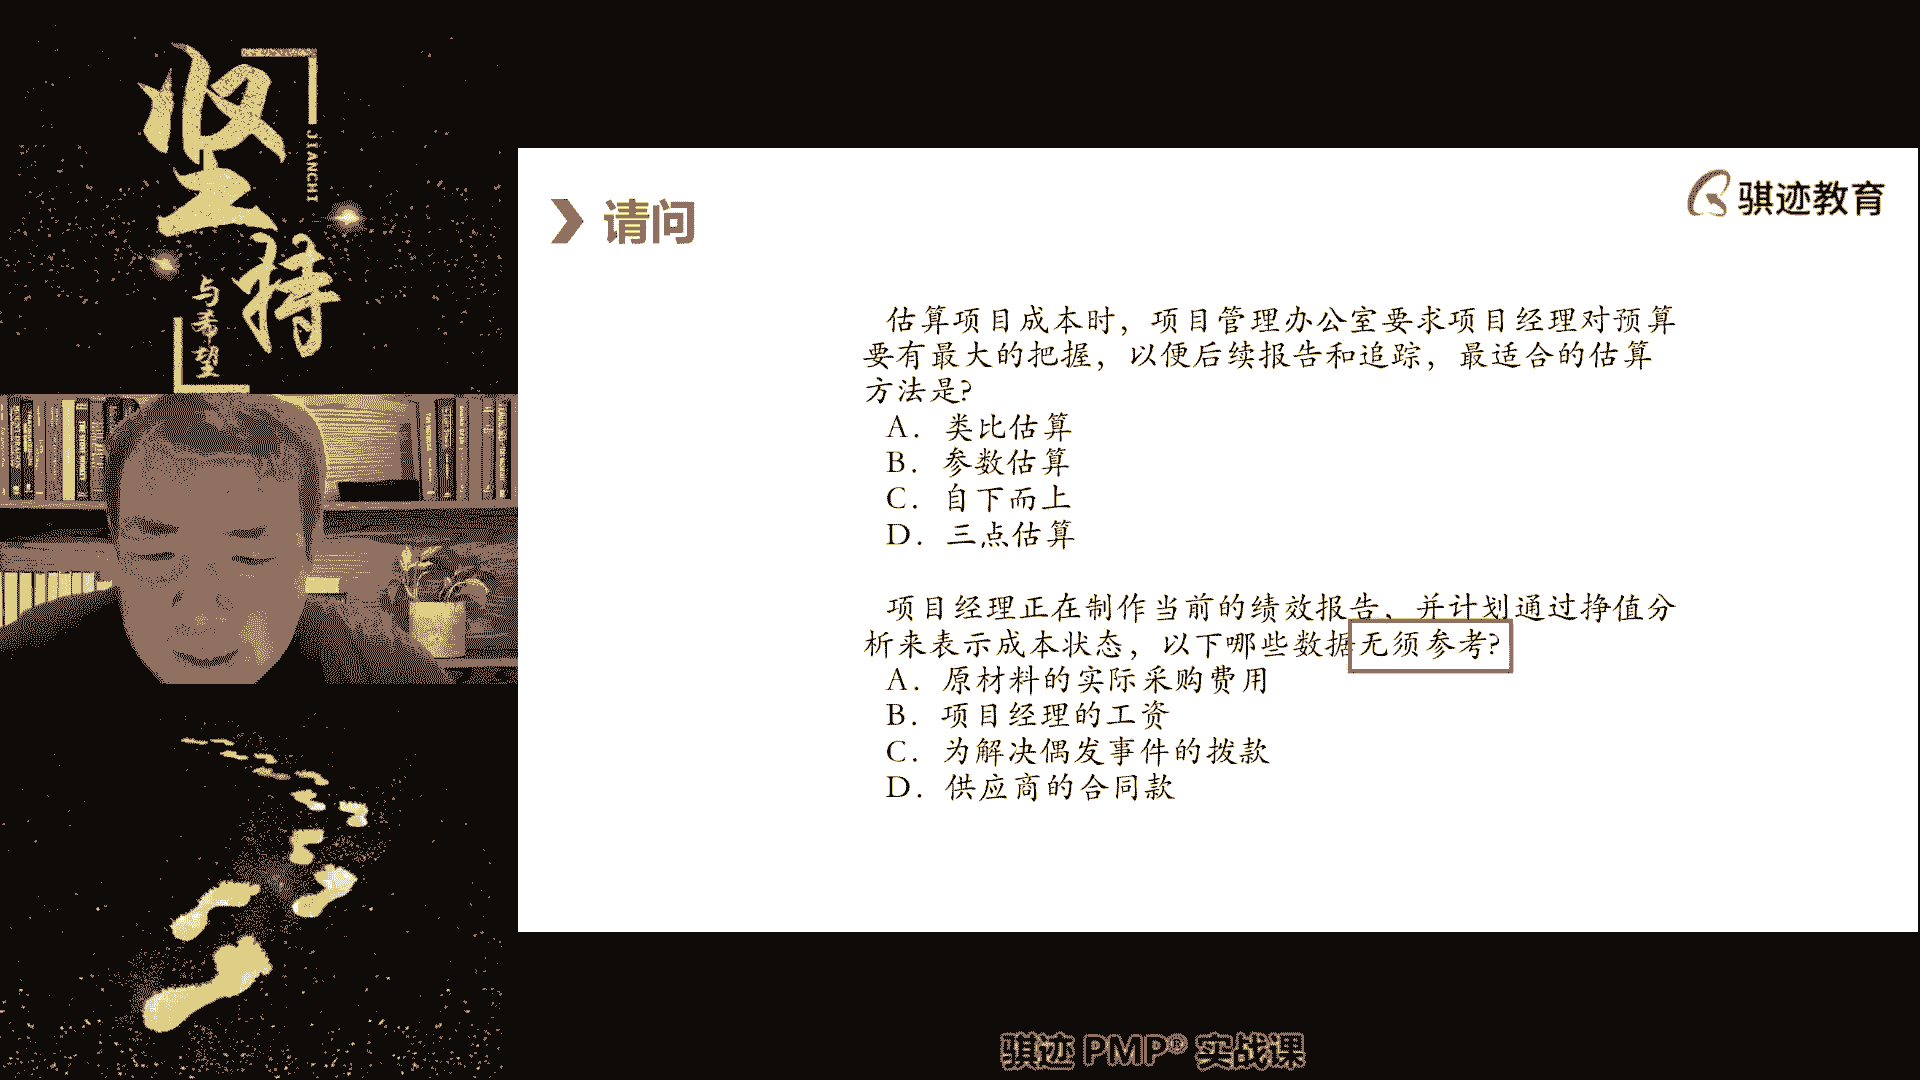 坚持
JIANCHI
与希望
骐迹教育
请问
估算项目成本时，项目管理办公室要求项目经理对预算
要有最大的把握，以便后续报告和追踪，最适合的估算
方法是?
A. 类比估算
B. 参数估算
C. 自下而上
D. 三点估算
项目经理正在制作当前的绩效报告，并计划通过挣值分
析来表示成本状态，以下哪些数据无须参考?
A. 原材料的实际采购费用
B. 项目经理的工资
C. 为解决偶发事件的拨款
D. 供应商的合同款
骐迹 PMP® 实战课